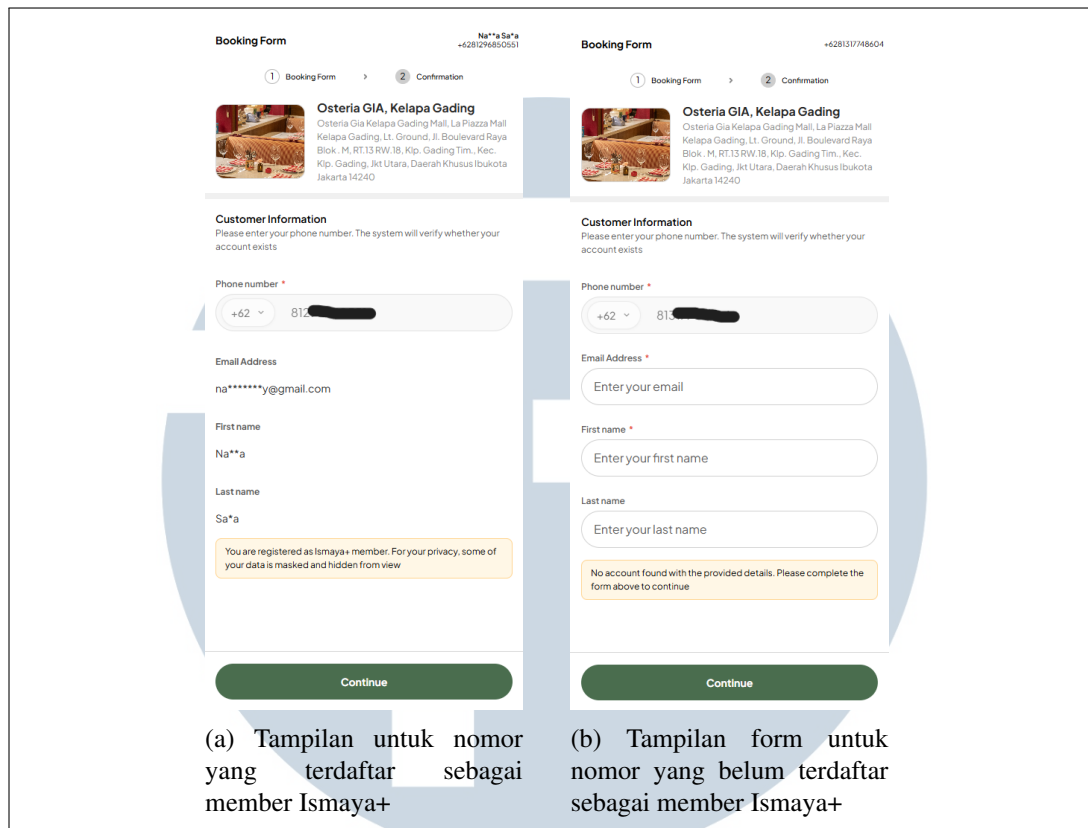 Booking Form
Na**a Sa*a
+6281296850551
1 Booking Form > 2 Confirmation
Osteria GIA, Kelapa Gading
Osteria Gia Kelapa Gading Mall, La Piazza Mall
Kelapa Gading, Lt. Ground, Jl. Boulevard Raya
Blok . M, RT.13 RW.18, Klp. Gading Tim., Kec.
Klp. Gading, Jkt Utara, Daerah Khusus Ibukota
Jakarta 14240
Customer Information
Please enter your phone number. The system will verify whether your
account exists
Phone number *
+62 812
Email Address
na*******y@gmail.com
First name
Na**a
Last name
Sa*a
You are registered as Ismaya+ member. For your privacy, some of
your data is masked and hidden from view
Continue
(a) Tampilan untuk nomor
yang terdaftar sebagai
member Ismaya+
Booking Form
+6281317748604
1 Booking Form > 2 Confirmation
Osteria GIA, Kelapa Gading
Osteria Gia Kelapa Gading Mall, La Piazza Mall
Kelapa Gading, Lt. Ground, Jl. Boulevard Raya
Blok . M, RT.13 RW.18, Klp. Gading Tim., Kec.
Klp. Gading, Jkt Utara, Daerah Khusus Ibukota
Jakarta 14240
Customer Information
Please enter your phone number. The system will verify whether your
account exists
Phone number *
+62 813
Email Address *
Enter your email
First name *
Enter your first name
Last name
Enter your last name
No account found with the provided details. Please complete the
form above to continue
Continue
(b) Tampilan form untuk
nomor yang belum terdaftar
sebagai member Ismaya+